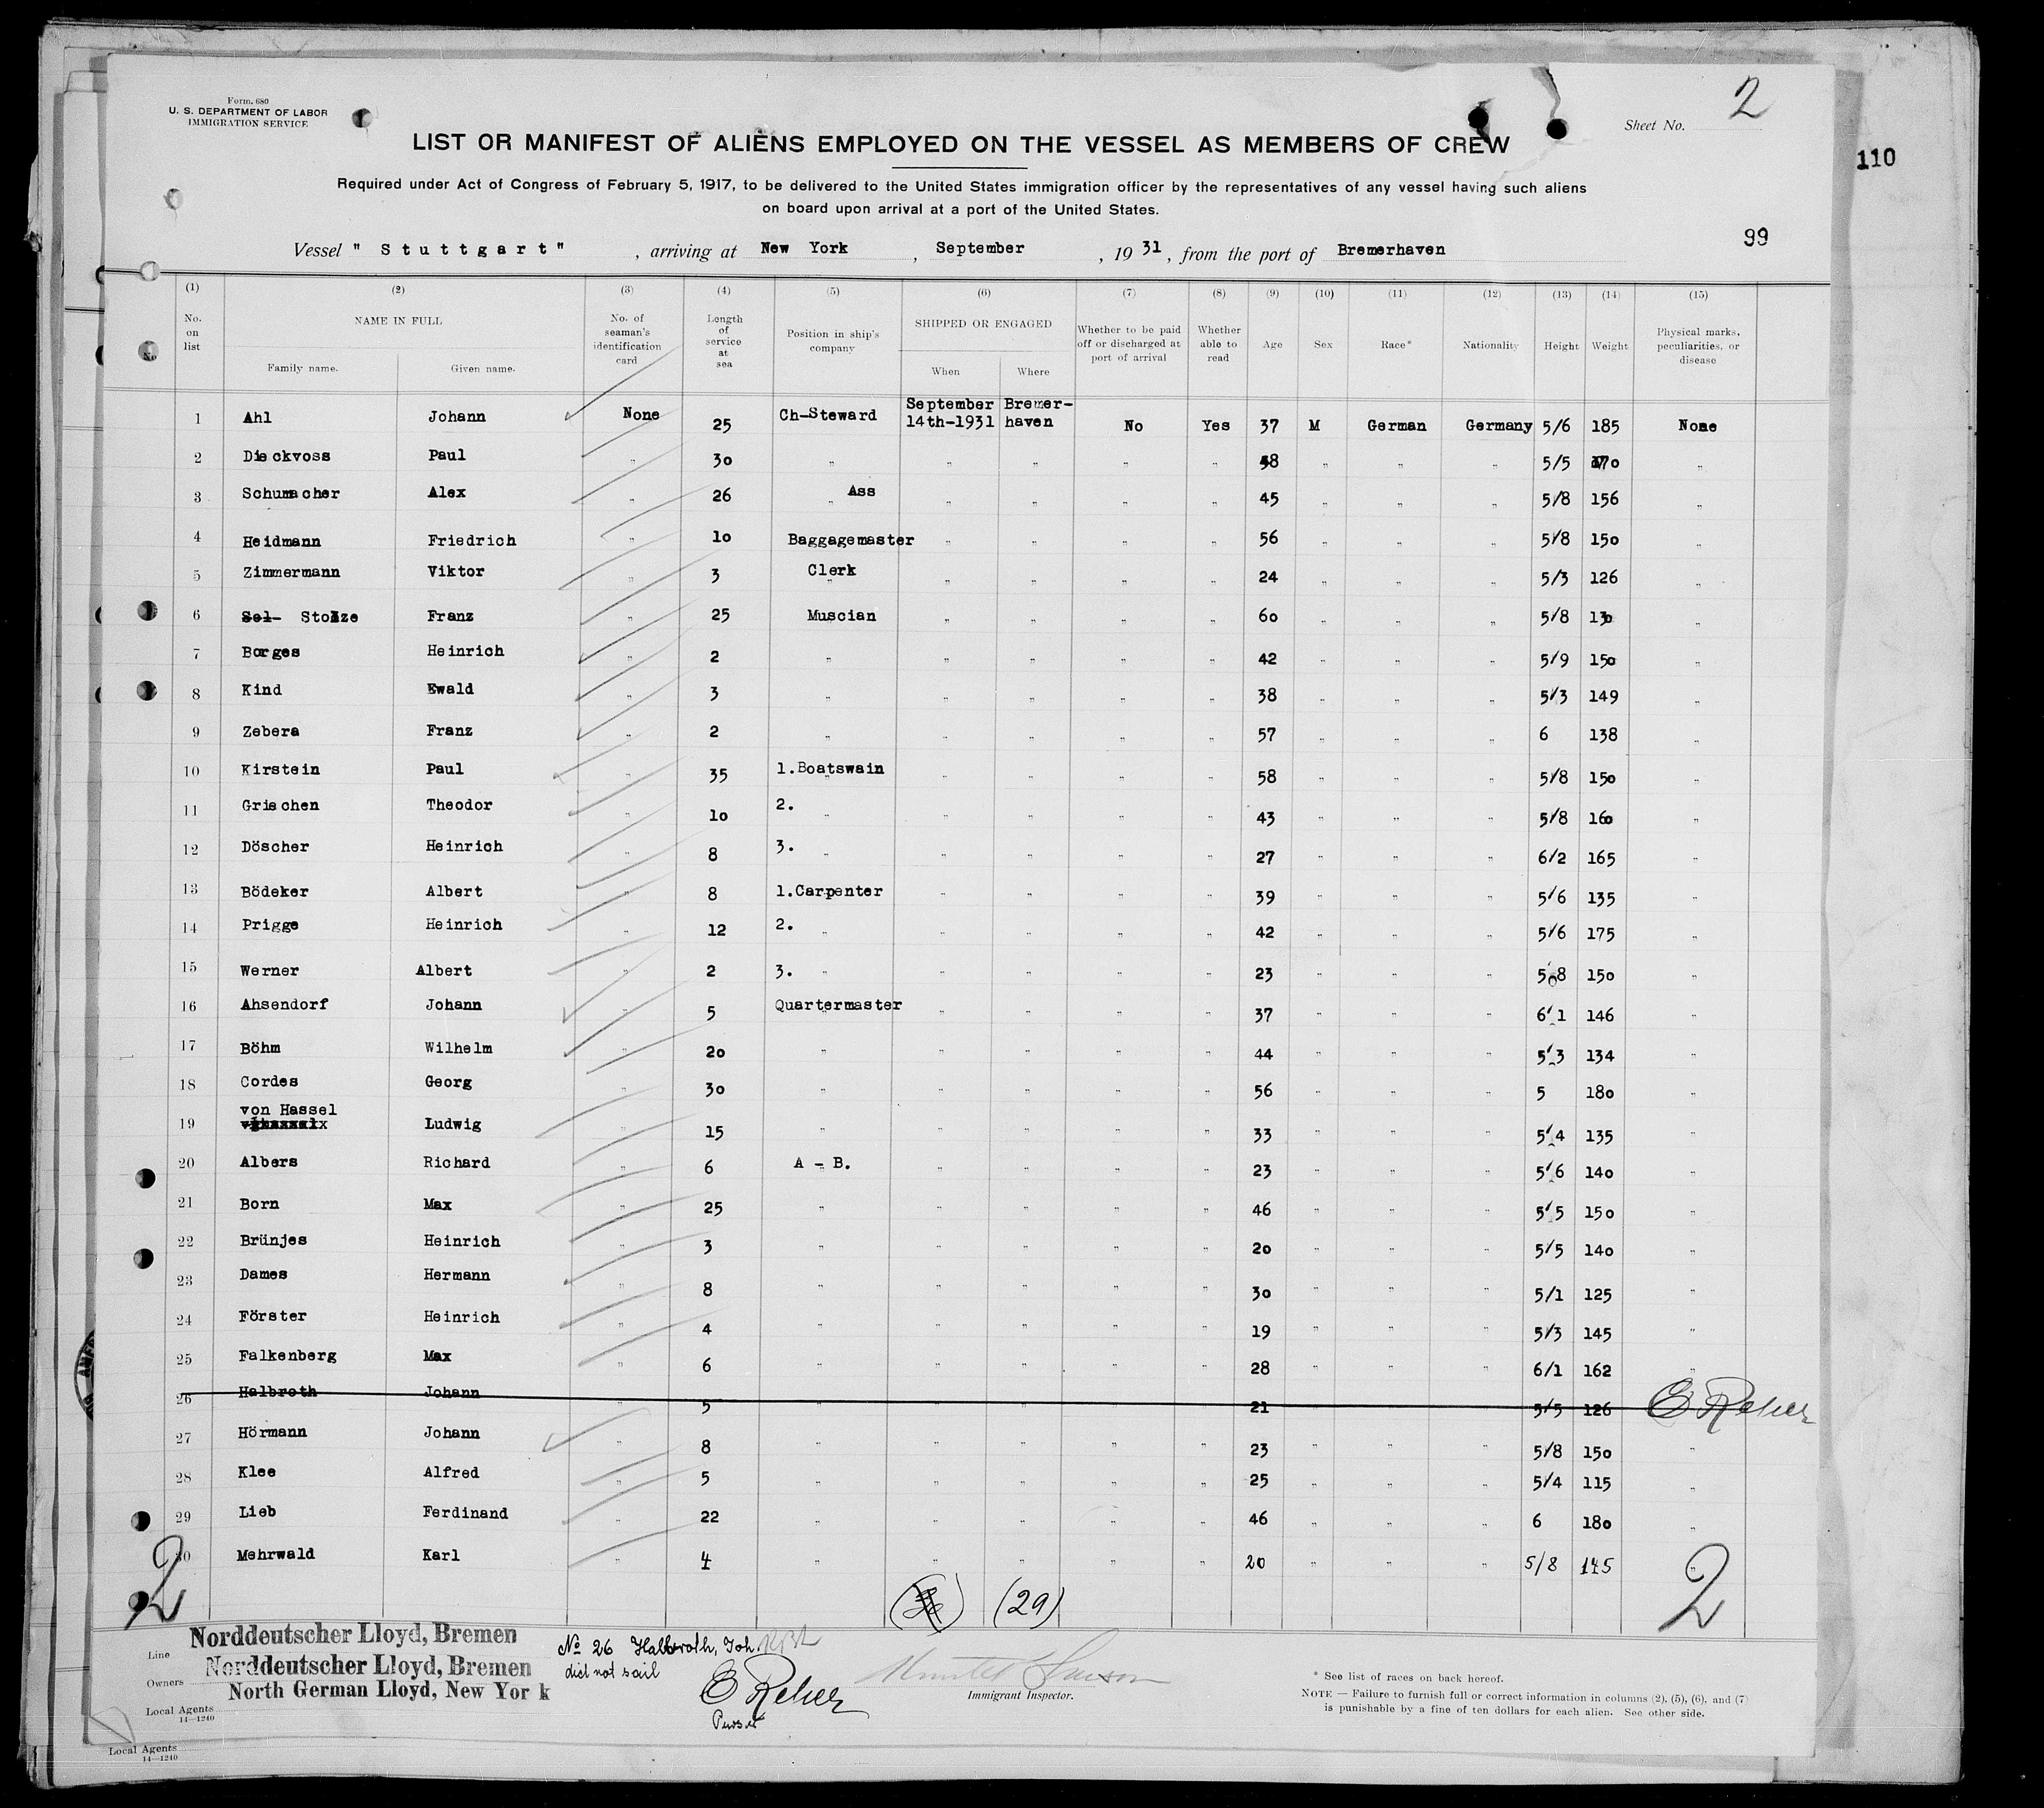 2
Form. 680
U. S. DEPARTMENT OF LABOR
IMMIGRATION SERVICE
Sheet No.
LIST OR MANIFEST OF ALIENS EMPLOYED ON THE VESSEL AS MEMBERS OF CREW
110
Required under Act of Congress of February 5, 1917, to be delivered to the United States immigration officer by the representatives of any vessel having such aliens
on board upon arrival at a port of the United States.
99
Vessel " Stuttgart " , arriving at New York , September , 19 31, from the port of Bremerhaven
(1) (2) (3) (4) (5) (6) (7) (8) (9) (10) (11) (12) (13) (14) (15)
No. on list NAME IN FULL Family name. Given name. No. of seaman's identification card Length of service at sea Position in ship's company SHIPPED OR ENGAGED When Where Whether to be paid off or discharged at port of arrival Whether able to read Age Sex Race* Nationality Height Weight Physical marks, peculiarities, or disease
1 Ahl Johann None 25 Ch-Steward September 14th-1931 Bremer-haven No Yes 37 M German Germany 5/6 185 None
2 Dieckvoss Paul " 30 " " " " " 58 " " " 5/5 170 "
3 Schumacher Alex " 26 " Ass " " " " 45 " " " 5/8 156 "
4 Heidmann Friedrich " 10 Baggagemaster " " " " 56 " " " 5/8 150 "
5 Zimmermann Viktor " 3 Clerk " " " " 24 " " " 5/3 126 "
6 Sel- Stolze Franz " 25 Muscian " " " " 60 " " " 5/8 130 "
7 Borges Heinrich " 2 " " " " " 42 " " " 5/9 150 "
8 Kind Ewald " 3 " " " " " 38 " " " 5/3 149 "
9 Zebera Franz " 2 " " " " " 57 " " " 6 138 "
10 Kirstein Paul " 35 1.Boatswain " " " " 58 " " " 5/8 150 "
11 Grischen Theodor " 10 2. " " " " " 43 " " " 5/8 160 "
12 Döscher Heinrich " 8 3. " " " " " 27 " " " 6/2 165 "
13 Bödeker Albert " 8 1.Carpenter " " " " 39 " " " 5/6 135 "
14 Prigge Heinrich " 12 2. " " " " " 42 " " " 5/6 175 "
15 Werner Albert " 2 3. " " " " " 23 " " " 5 8 150 "
16 Ahsendorf Johann " 5 Quartermaster " " " " 37 " " " 6'1 146 "
17 Böhm Wilhelm " 20 " " " " " 44 " " " 5'3 134 "
18 Cordes Georg " 30 " " " " " 56 " " " 5 180 "
19 von Hassel Ludwig " 15 " " " " " 33 " " " 5'4 135 "
20 Albers Richard " 6 A - B. " " " " 23 " " " 5'6 140 "
21 Born Max " 25 " " " " " 46 " " " 5'5 150 "
22 Brünjes Heinrich " 3 " " " " " 20 " " " 5/5 140 "
23 Dames Hermann " 8 " " " " " 30 " " " 5/1 125 "
24 Förster Heinrich " 4 " " " " " 19 " " " 5/3 145 "
25 Falkenberg Max " 6 " " " " " 28 " " " 6/1 162 "
26 Halbroth Johann " 5 " " " " " 21 " " " 5/5 126 E Reher
27 Hörmann Johann " 8 " " " " " 23 " " " 5/8 150 "
28 Klee Alfred " 5 " " " " " 25 " " " 5/4 115 "
29 Lieb Ferdinand " 22 " " " " " 46 " " " 6 180 "
30 Mehrwald Karl " 4 " " " " " 20 " " " 5/8 145 "
2 (29) 2
Line Norddeutscher Lloyd, Bremen
Owners Norddeutscher Lloyd, Bremen
Local Agents North German Lloyd, New York
14—1240
No 26 Halbroth, Joh.
did not sail
E Reher
Purser
Immigrant Inspector.
* See list of races on back hereof.
NOTE — Failure to furnish full or correct information in columns (2), (5), (6), and (7)
is punishable by a fine of ten dollars for each alien. See other side.
Local Agents
14—1240